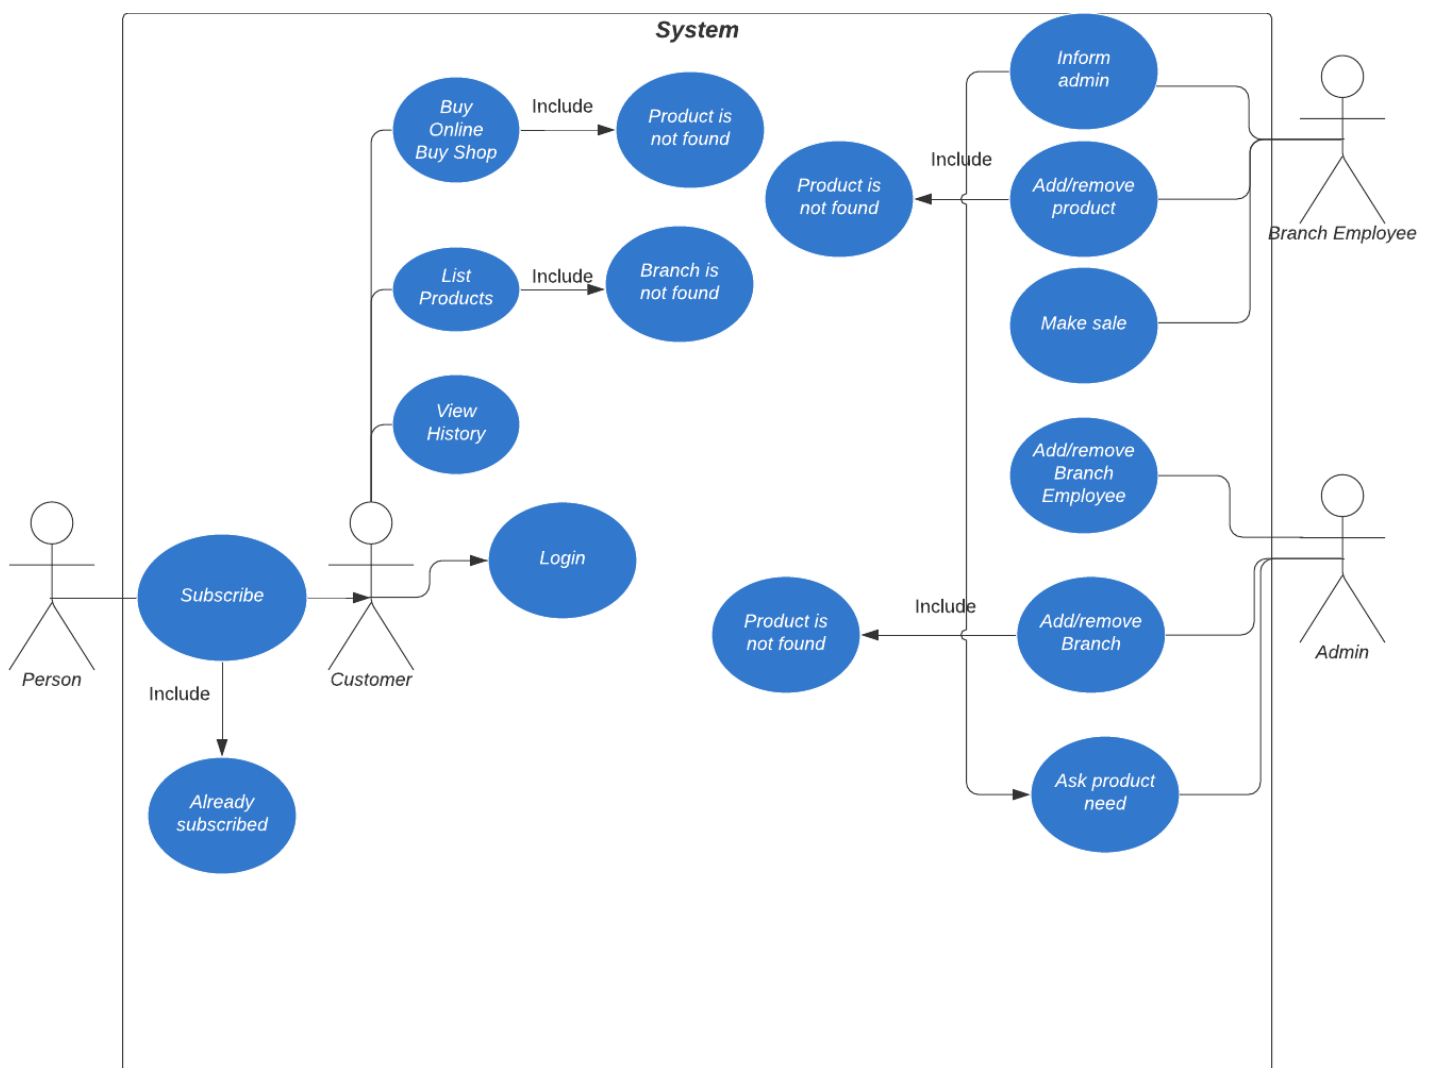 System
Buy
Online
Buy Shop
Include
Product is
not found
Inform
admin
Include
Product is
not found
Add/remove
product
Branch Employee
List
Products
Include
Branch is
not found
Make sale
View
History
Add/remove
Branch
Employee
Login
Subscribe
Person
Customer
Include
Already
subscribed
Product is
not found
Include
Add/remove
Branch
Admin
Ask product
need